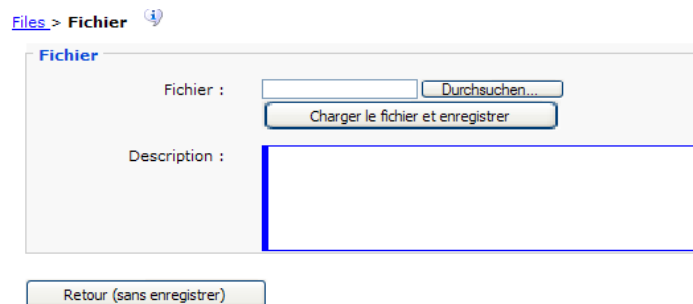 Files > Fichier
Fichier
Fichier : Durchsuchen...
Charger le fichier et enregistrer
Description :
Retour (sans enregistrer)